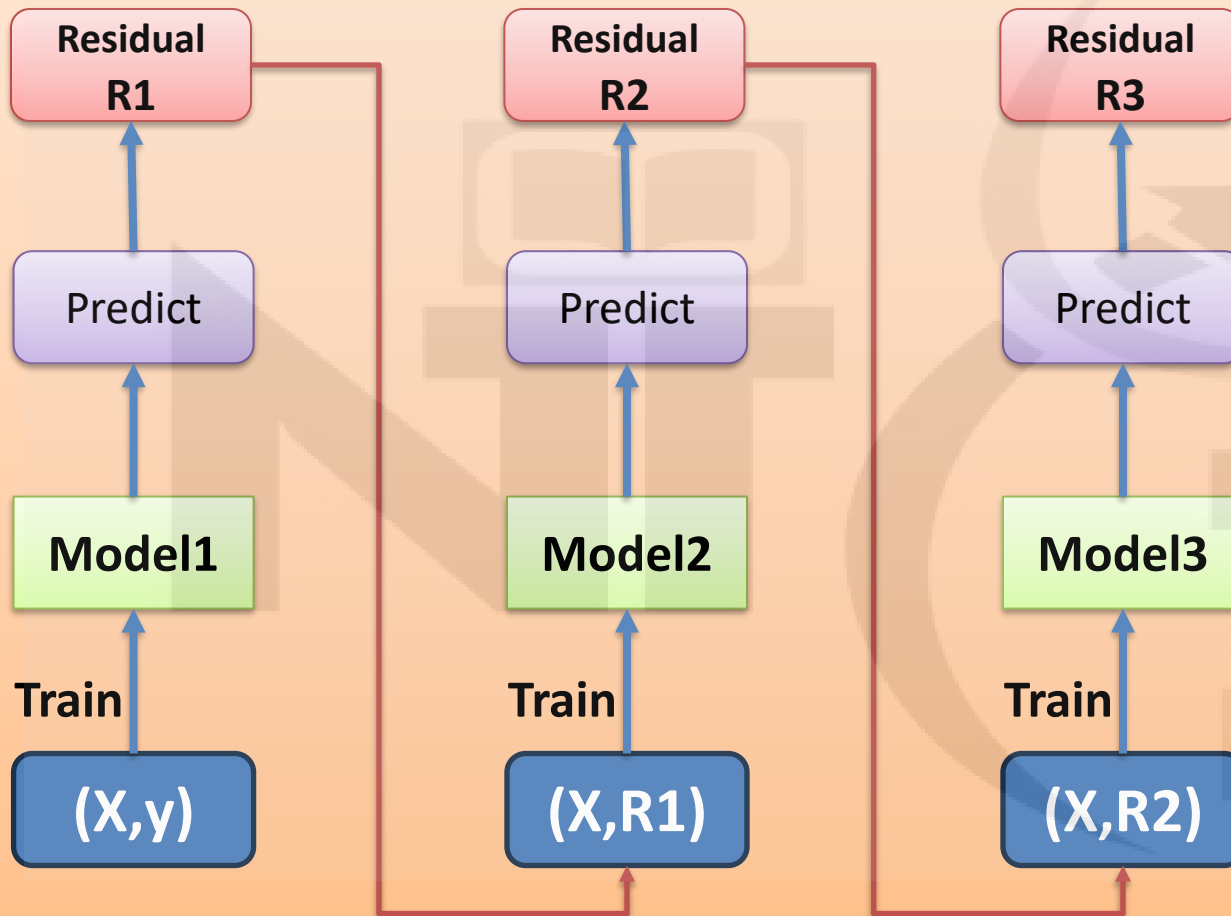 Residual
R1
Predict
Model1
Train
(X,y)
Residual
R2
Predict
Model2
Train
(X,R1)
Residual
R3
Predict
Model3
Train
(X,R2)